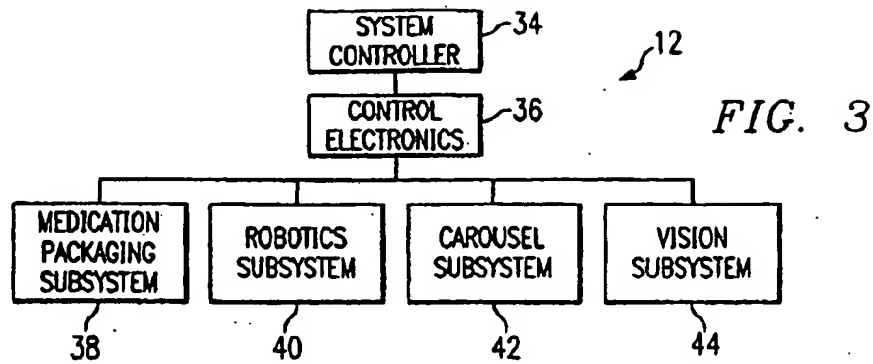 SYSTEM
CONTROLLER
34
12
CONTROL
ELECTRONICS
36
FIG. 3
MEDICATION
PACKAGING
SUBSYSTEM
ROBOTICS
SUBSYSTEM
CAROUSEL
SUBSYSTEM
VISION
SUBSYSTEM
38
40
42
44